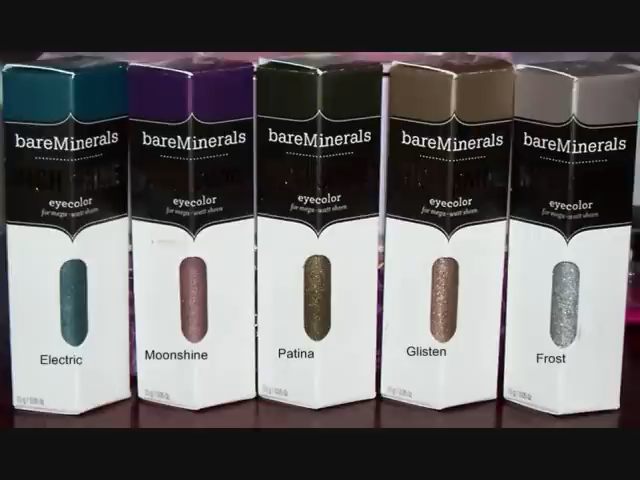 bareMinerals
eyecolor
for mega-watt sheen
Electric
bareMinerals
eyecolor
for mega-watt sheen
Moonshine
bareMinerals
eyecolor
for mega-watt sheen
Patina
bareMinerals
eyecolor
for mega-watt sheen
Glisten
bareMinerals
eyecolor
for mega-watt sheen
Frost